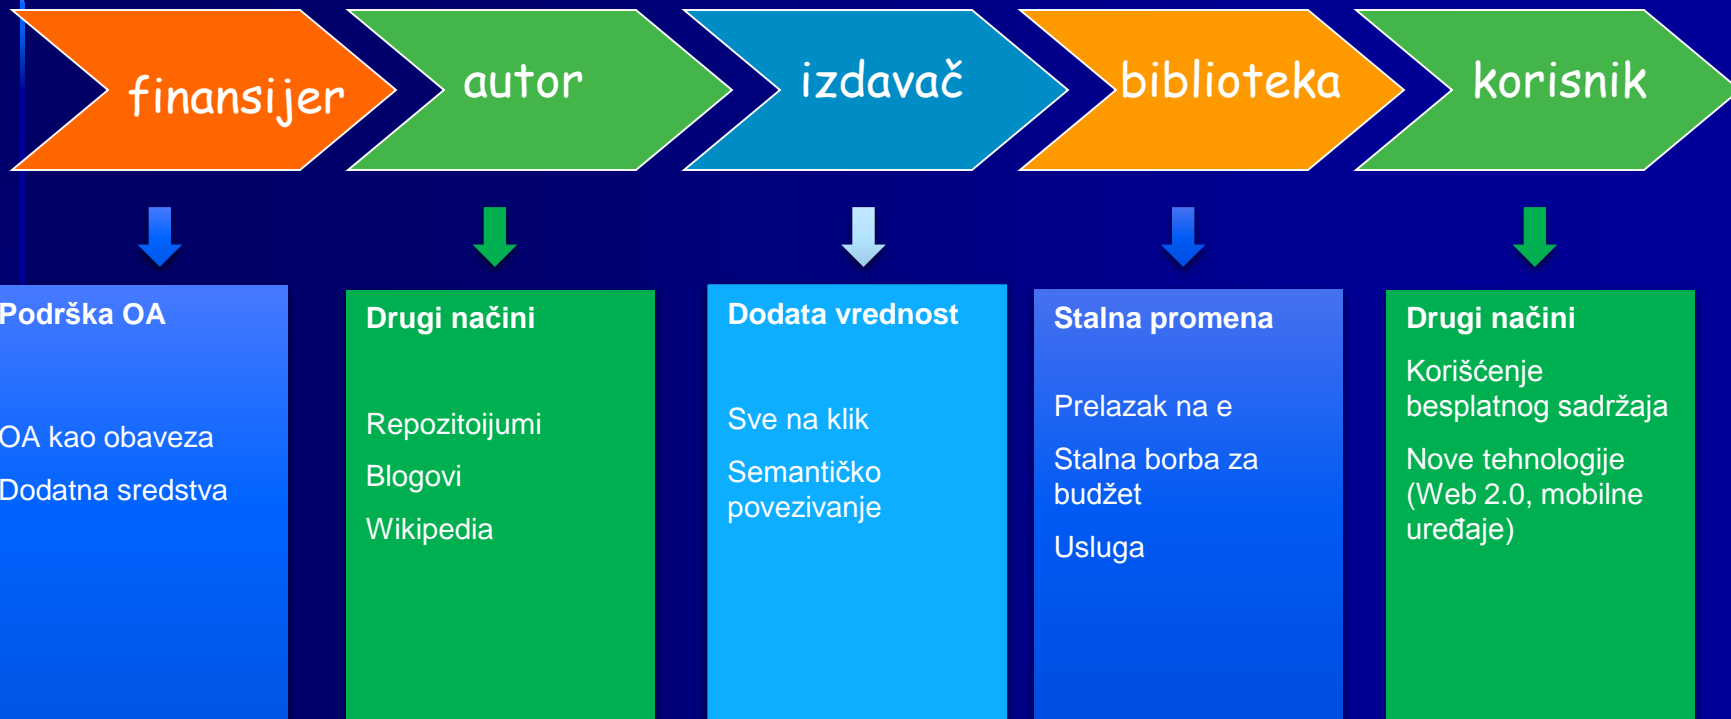 finansijer
autor
izdavač
biblioteka
korisnik
Podrška OA
OA kao obaveza
Dodatna sredstva
Drugi načini
Repozitoijumi
Blogovi
Wikipedia
Dodata vrednost
Sve na klik
Semantičko
povezivanje
Stalna promena
Prelazak na e
Stalna borba za
budžet
Usluga
Drugi načini
Korišćenje
besplatnog sadržaja
Nove tehnologije
(Web 2.0, mobilne
uređaje)